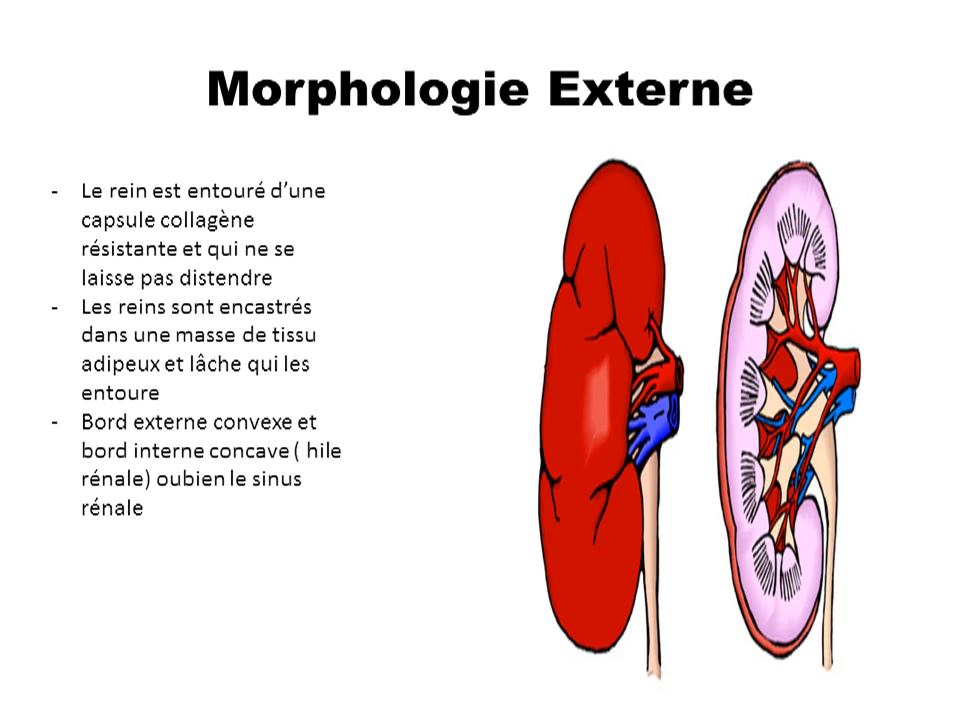 Morphologie Externe
- Le rein est entouré d’une
capsule collagène
résistante et qui ne se
laisse pas distendre
- Les reins sont encastrés
dans une masse de tissu
adipeux et lâche qui les
entoure
- Bord externe convexe et
bord interne concave ( hile
rénale) oubien le sinus
rénale